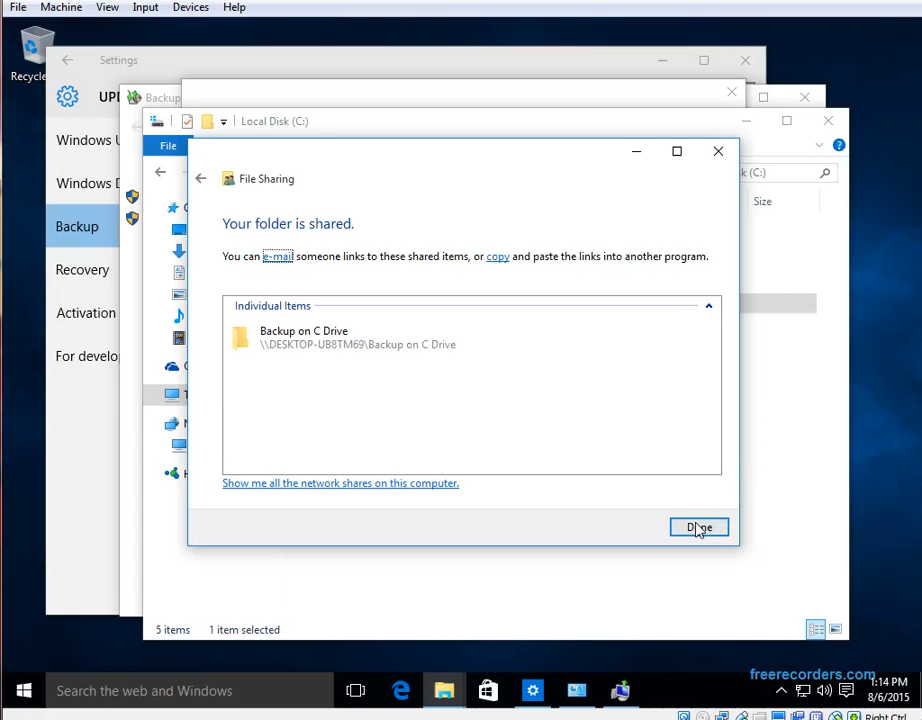 File Machine View Input Devices Help
Recycle
Settings
UPD
Backup
Local Disk (C:)
Windows U
File
File Sharing
k (C:)
Windows D
Size
Your folder is shared.
Backup
You can e-mail someone links to these shared items, or copy and paste the links into another program.
Recovery
Individual Items
Activation
Backup on C Drive
\\DESKTOP-UB8TM69\Backup on C Drive
For develo
Show me all the network shares on this computer.
Done
5 items 1 item selected
freerecorders.com
Search the web and Windows
1:14 PM
8/6/2015
Right Ctrl